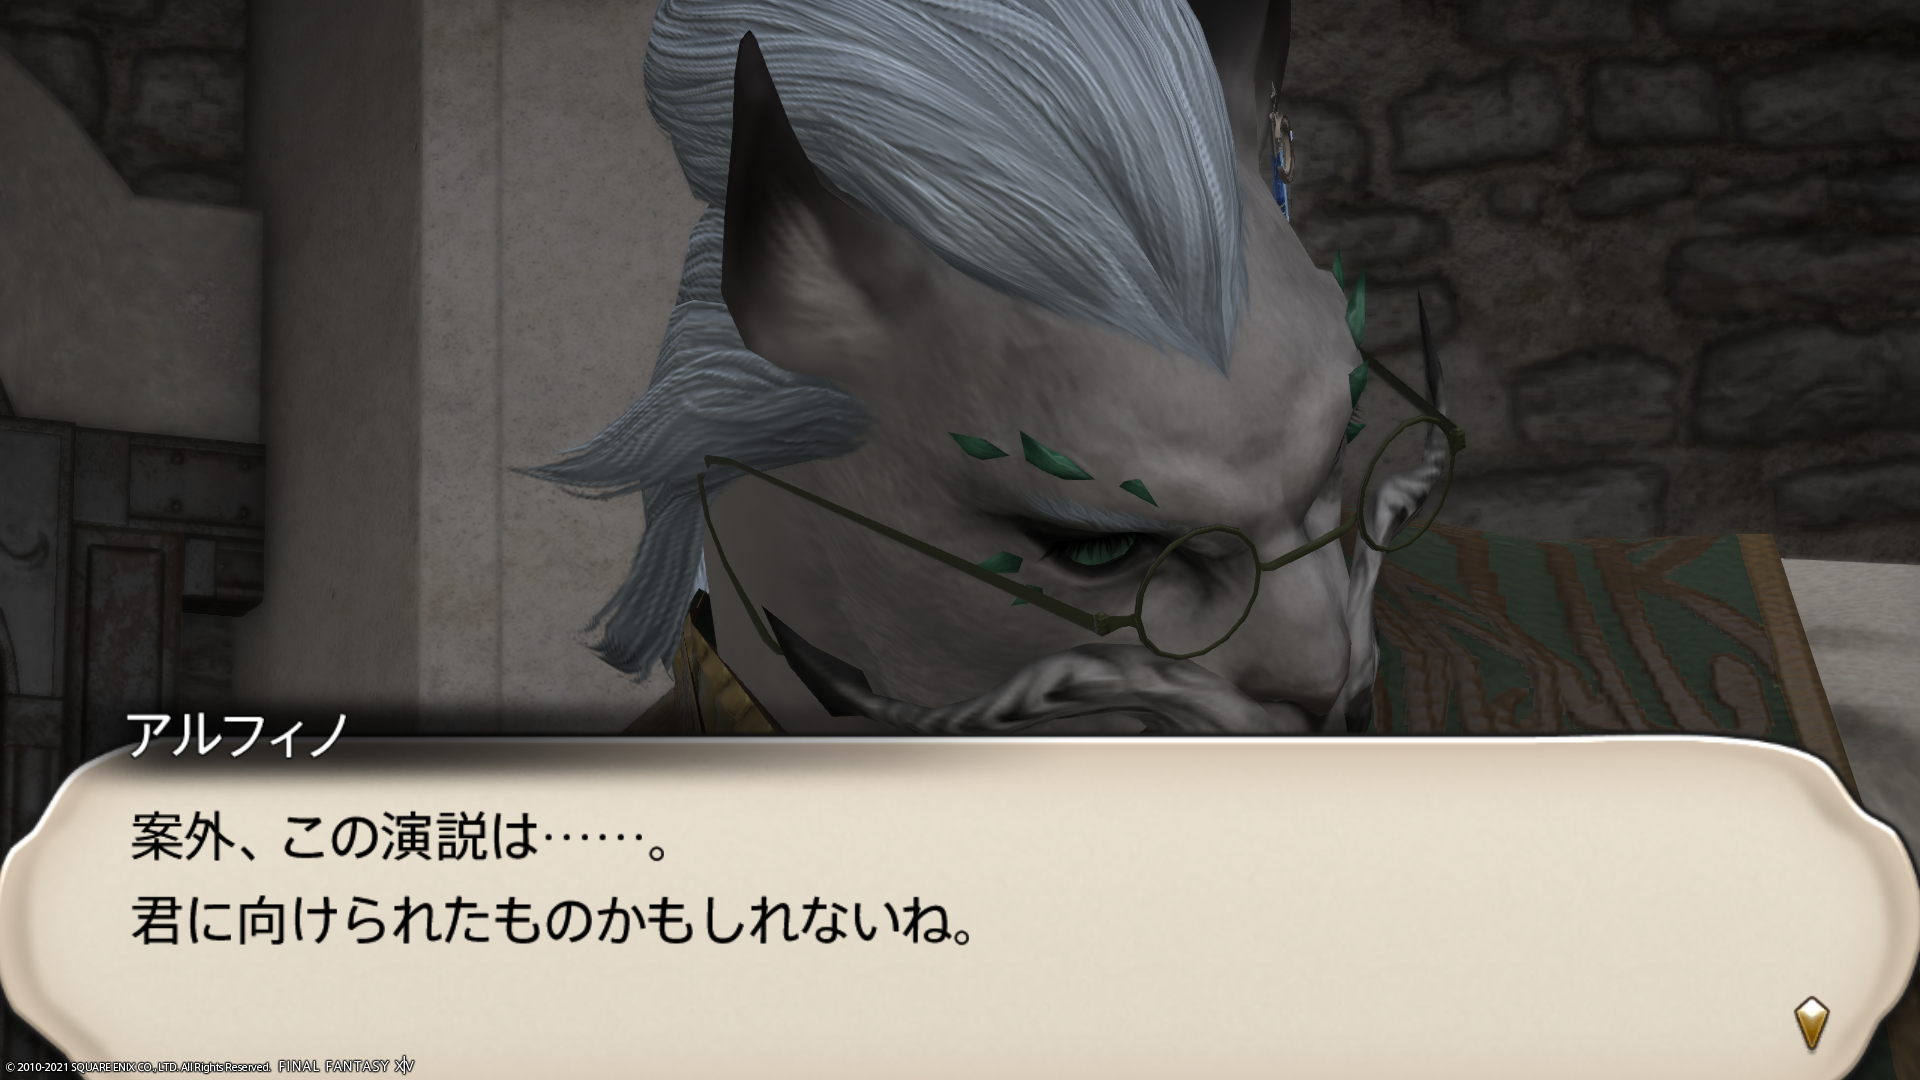 アルフィノ
案外、この演説は……。
君に向けられたものかもしれないね。
© 2010-2021 SQUARE ENIX CO., LTD. All Rights Reserved. FINAL FANTASY XIV